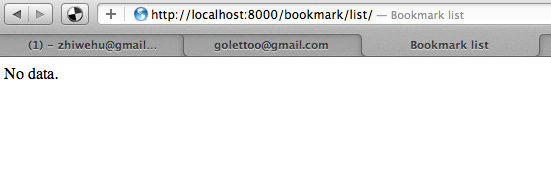 http://localhost:8000/bookmark/list/ — Bookmark list
(1) – zhiwehu@gmail... golettoo@gmail.com Bookmark list
No data.